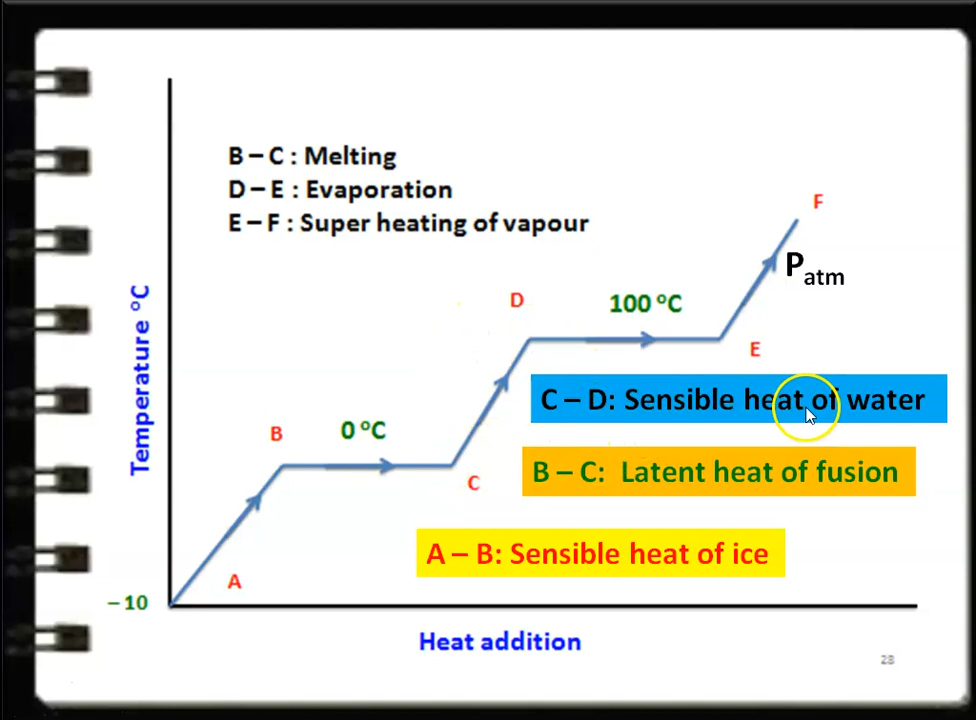 B – C : Melting
D – E : Evaporation
E – F : Super heating of vapour
F
P atm
D
100 °C
E
Temperature °C
C – D: Sensible heat of water
B
0 °C
C
B – C: Latent heat of fusion
A – B: Sensible heat of ice
A
– 10
Heat addition
28